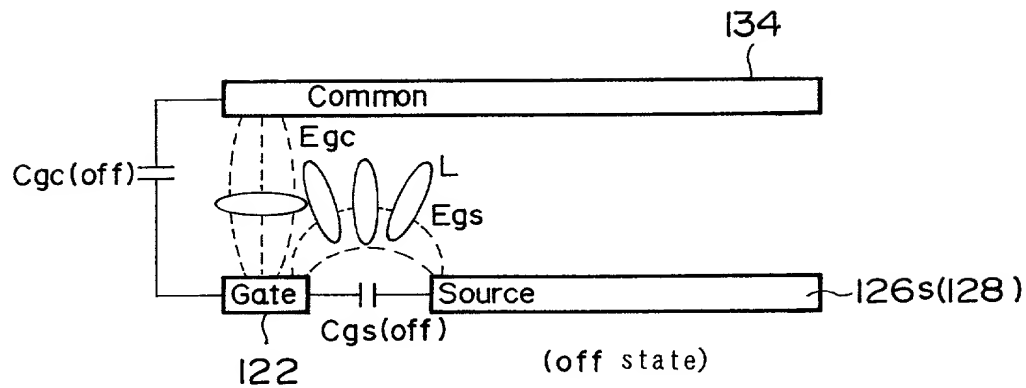 134
Common
Egc
Cgc(off)
L
Egs
Gate
Source
126s(128)
Cgs(off)
122
(off state)